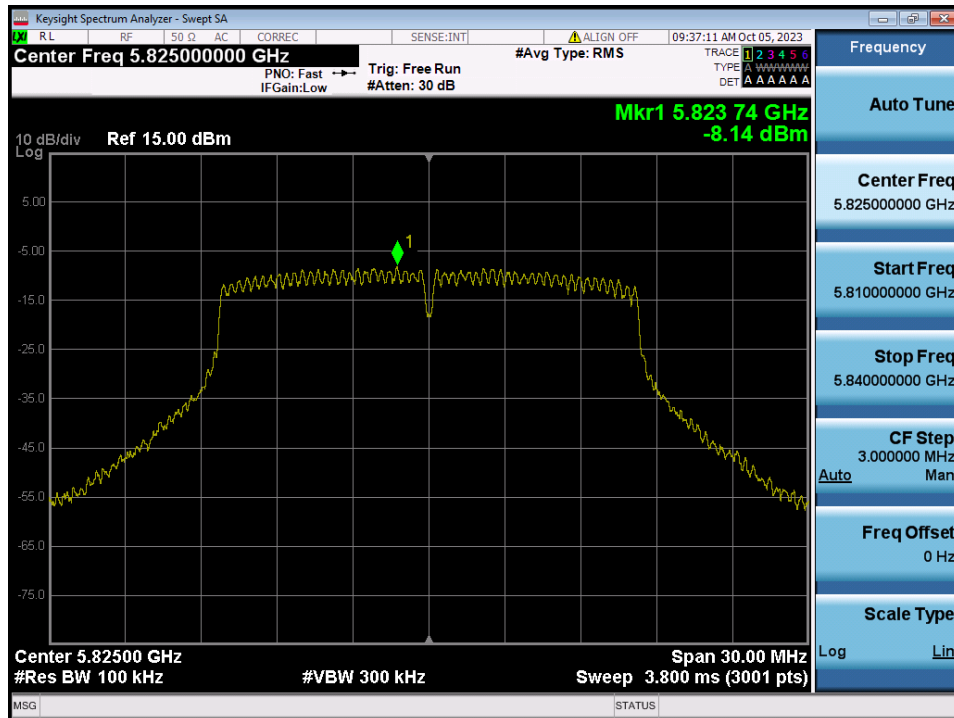 Keysight Spectrum Analyzer - Swept SA
LXI RL RF 50 Ω AC CORREC SENSE:INT ALIGN OFF 09:37:11 AM Oct 05, 2023
Center Freq 5.825000000 GHz
PNO: Fast
IFGain:Low
Trig: Free Run
#Atten: 30 dB
#Avg Type: RMS
TRACE 1 2 3 4 5 6
TYPE A WWWWW
DET A A A A A A
Mkr1 5.823 74 GHz
-8.14 dBm
10 dB/div Ref 15.00 dBm
Log
5.00
-5.00
1
-15.0
-25.0
-35.0
-45.0
-55.0
-65.0
-75.0
Center 5.82500 GHz Span 30.00 MHz
#Res BW 100 kHz #VBW 300 kHz Sweep 3.800 ms (3001 pts)
MSG STATUS
Frequency
Auto Tune
Center Freq
5.825000000 GHz
Start Freq
5.810000000 GHz
Stop Freq
5.840000000 GHz
CF Step
3.000000 MHz
Auto Man
Freq Offset
0 Hz
Scale Type
Log Lin